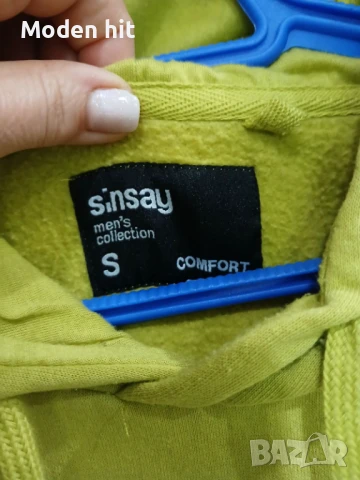 Moden hit
sinsay
men's
collection
S
COMFORT
BAZAR